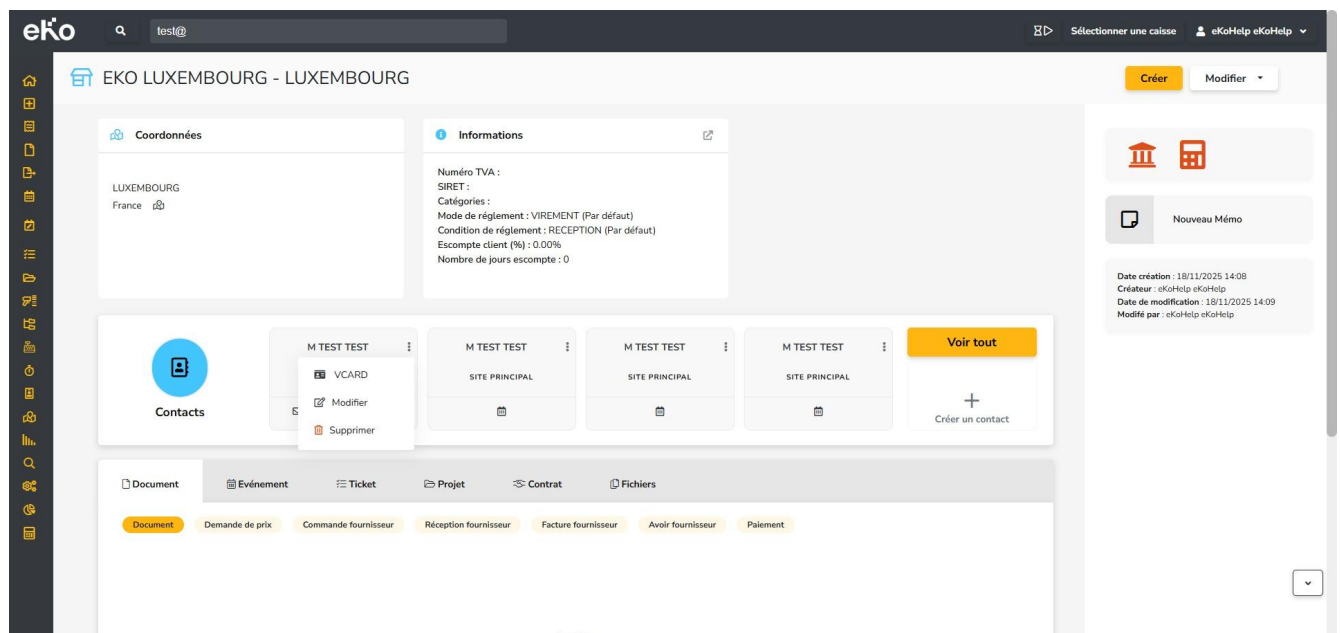 eko
test@
Sélectionner une caisse
eKoHelp eKoHelp
EKO LUXEMBOURG - LUXEMBOURG
Créer
Modifier
Coordonnées
LUXEMBOURG
France
Informations
Numéro TVA :
SIRET :
Catégories :
Mode de réglement : VIREMENT (Par défaut)
Condition de réglement : RECEPTION (Par défaut)
Escompte client (%) : 0.00%
Nombre de jours escompte : 0
Nouveau Mémo
Date création : 18/11/2025 14:08
Créateur : eKoHelp eKoHelp
Date de modification : 18/11/2025 14:09
Modifé par : eKoHelp eKoHelp
Contacts
M TEST TEST
VCARD
Modifier
Supprimer
M TEST TEST
SITE PRINCIPAL
M TEST TEST
SITE PRINCIPAL
M TEST TEST
SITE PRINCIPAL
Voir tout
Créer un contact
Document
Evénement
Ticket
Projet
Contrat
Fichiers
Document
Demande de prix
Commande fournisseur
Réception fournisseur
Facture fournisseur
Avoir fournisseur
Paiement